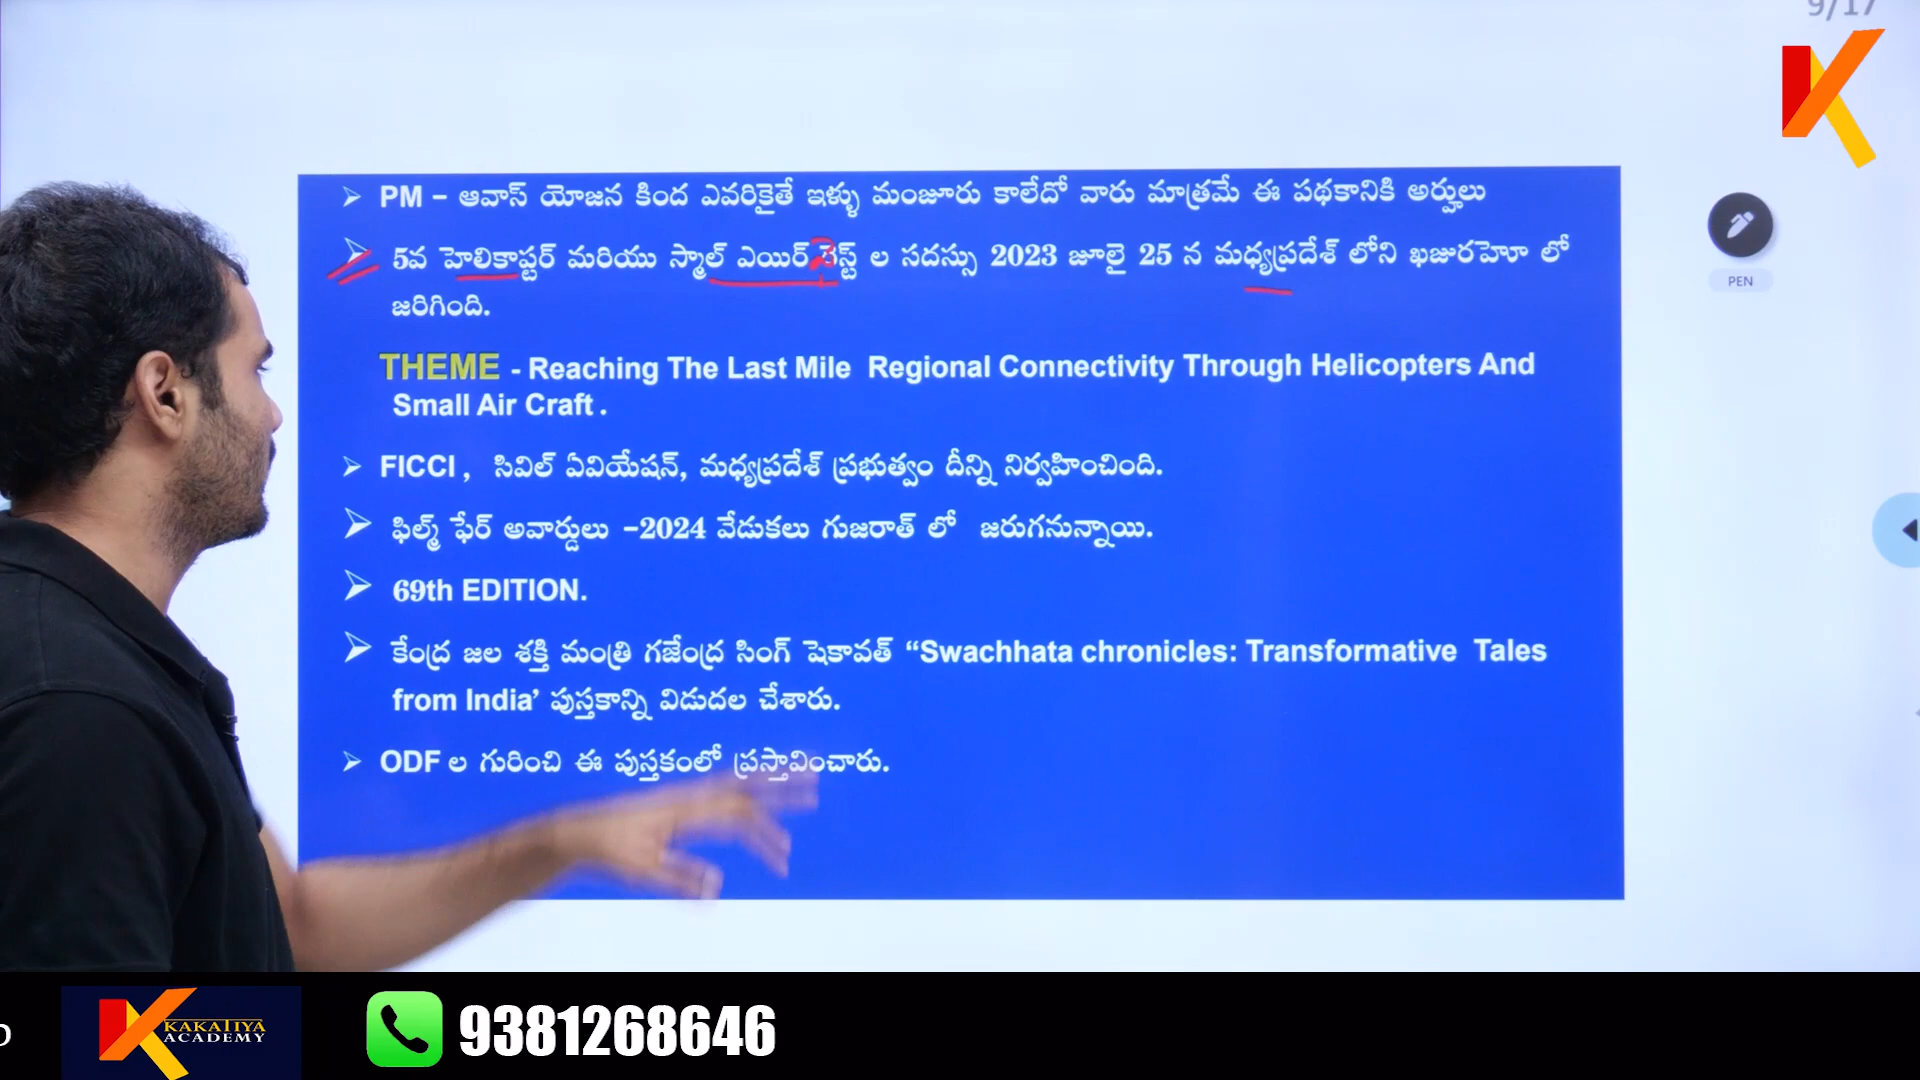 9/17
PM – ఆవాస్ యోజన కింద ఎవరికైతే ఇళ్ళు మంజూరు కాలేదో వారు మాత్రమే ఈ పథకానికి అర్హులు
5వ హెలికాప్టర్ మరియు స్మాల్ ఎయిర్ ల సదస్సు 2023 జూలై 25 న మధ్యప్రదేశ్ లోని ఖజురహెూ లో
జరిగింది.
THEME - Reaching The Last Mile Regional Connectivity Through Helicopters And
Small Air Craft .
PEN
FICCI , సివిల్ ఏవియేషన్, మధ్యప్రదేశ్ ప్రభుత్వం దీన్ని నిర్వహించింది.
ఫిల్మ్ ఫేర్ అవార్డులు –2024 వేడుకలు గుజరాత్ లో జరుగనున్నాయి.
69th EDITION.
కేంద్ర జల శక్తి మంత్రి గజేంద్ర సింగ్ షెకావత్ “Swachhata chronicles: Transformative Tales
from India’ పుస్తకాన్ని విడుదల చేశారు.
ODF ల గురించి ఈ పుస్తకంలో ప్రస్తావించారు.
KAKATIYA
ACADEMY
9381268646